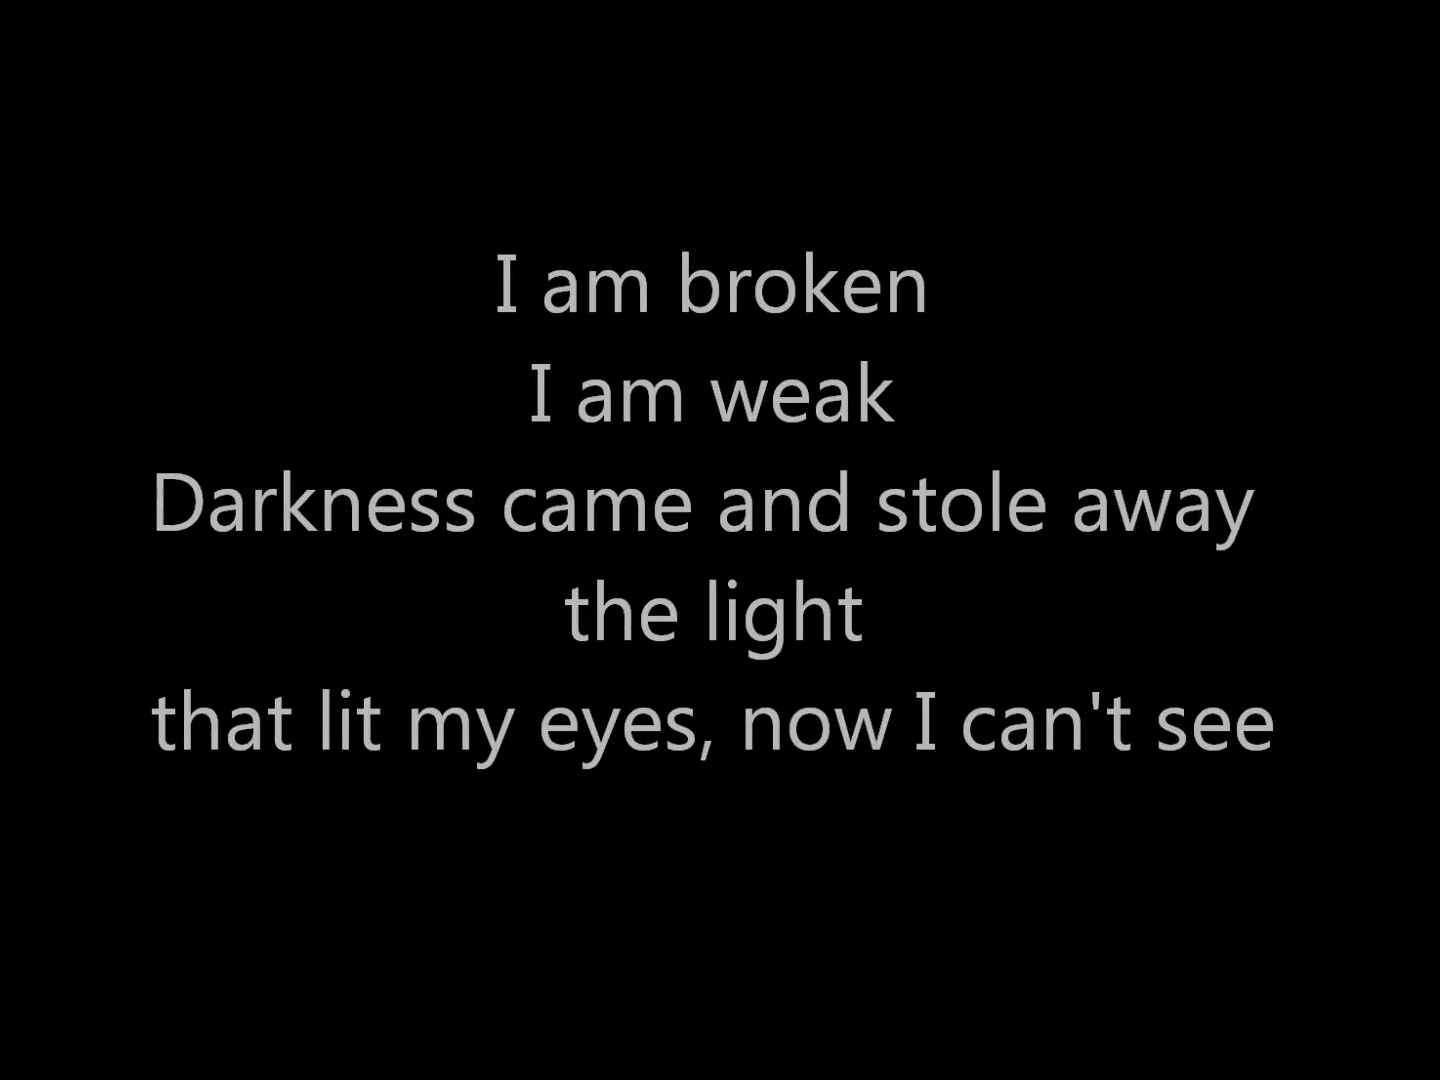 I am broken
I am weak
Darkness came and stole away
the light
that lit my eyes, now I can't see